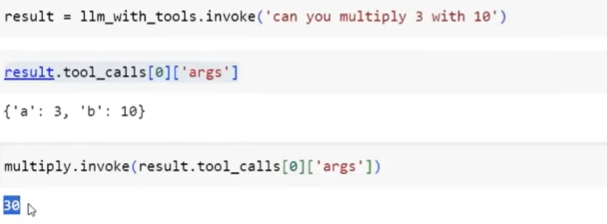 result = llm_with_tools.invoke('can you multiply 3 with 10')
result.tool_calls[0]['args']
{'a': 3, 'b': 10}
multiply.invoke(result.tool_calls[0]['args'])
30